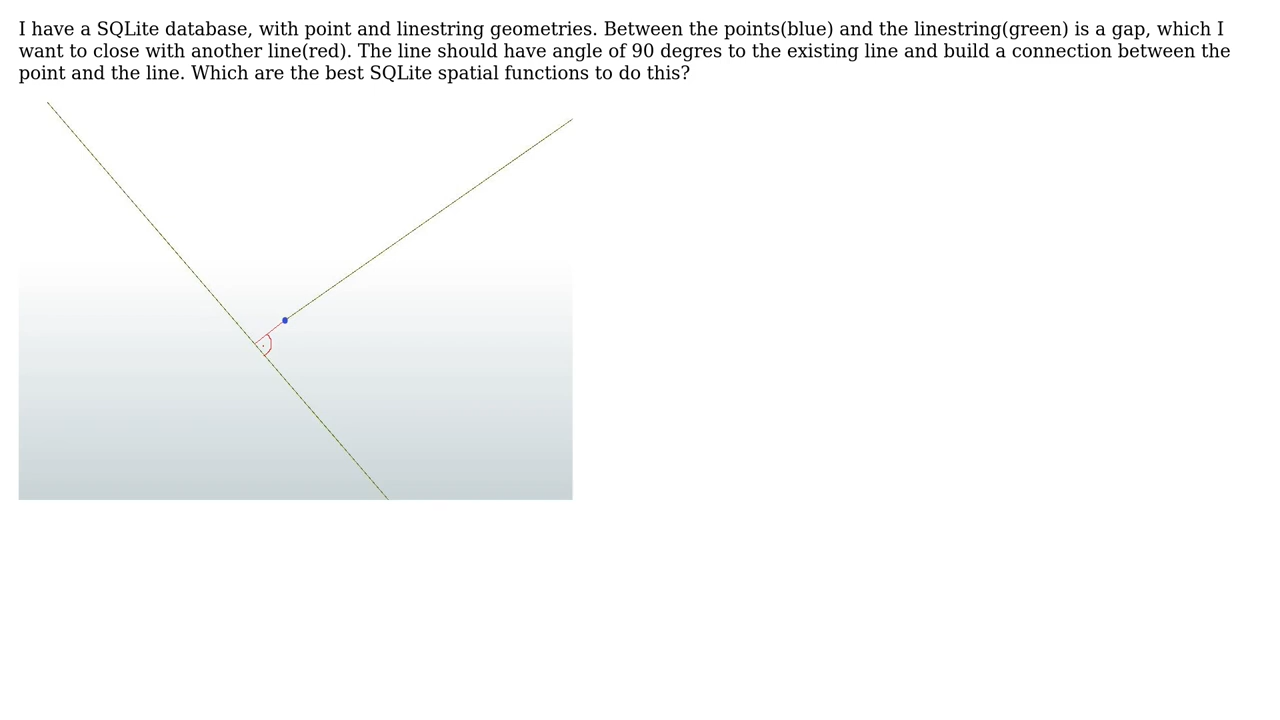 I have a SQLite database, with point and linestring geometries. Between the points(blue) and the linestring(green) is a gap, which I
want to close with another line(red). The line should have angle of 90 degres to the existing line and build a connection between the
point and the line. Which are the best SQLite spatial functions to do this?